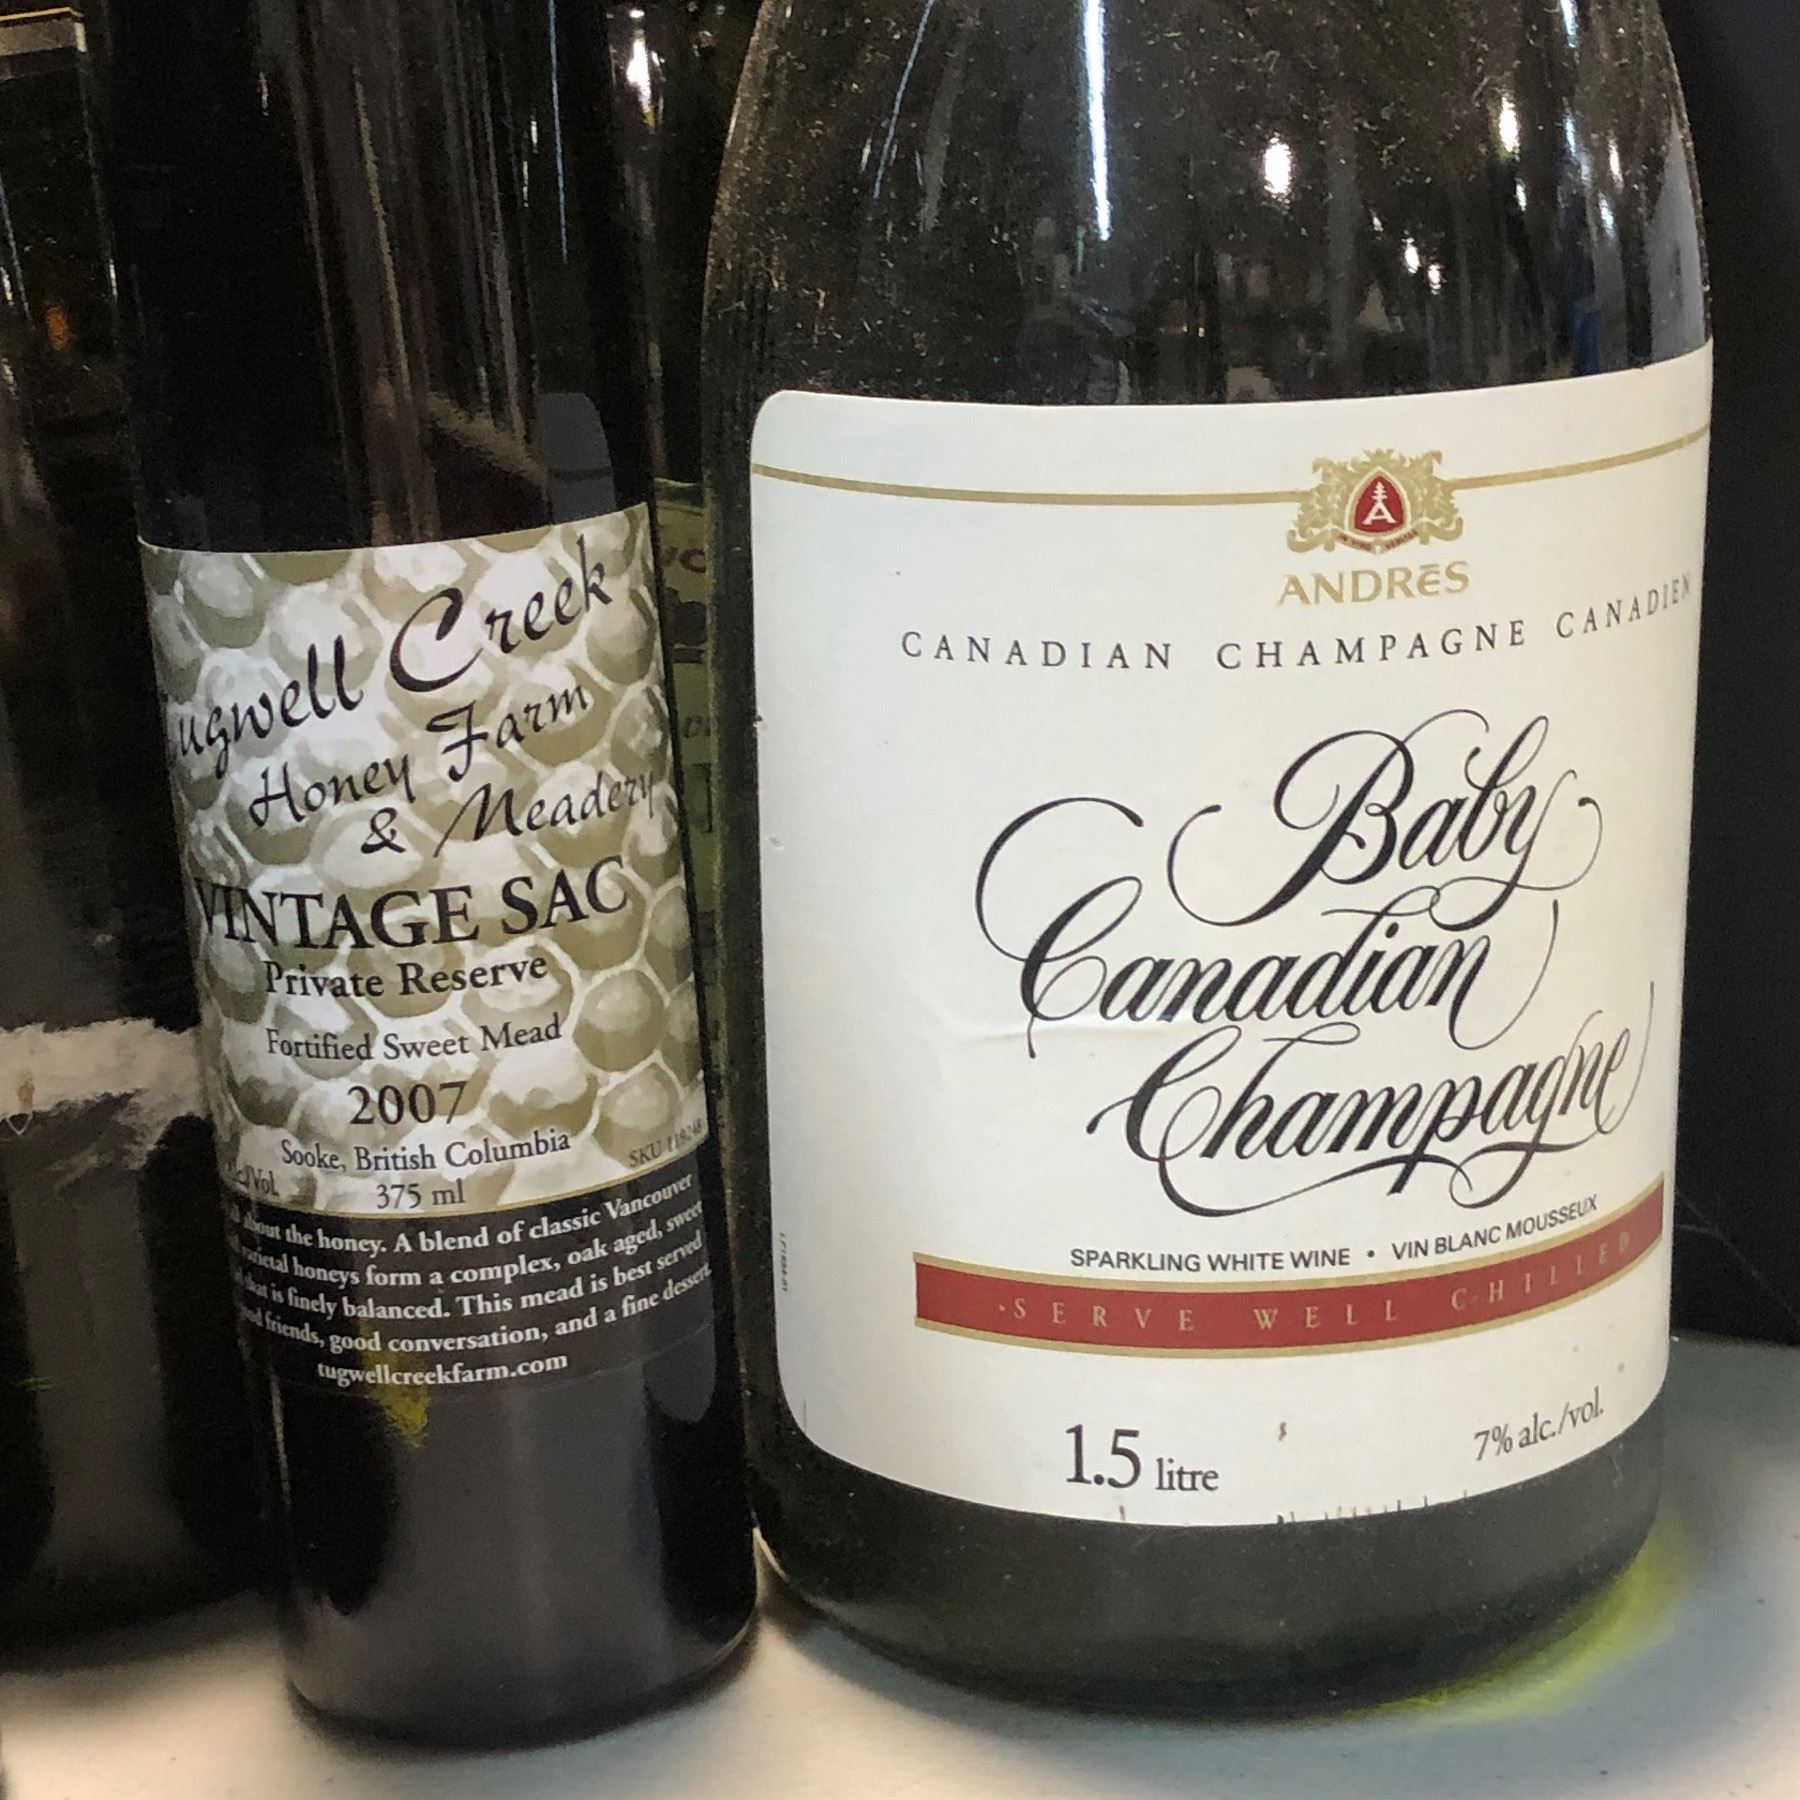 ugwell Creek
Honey Farm
& Meadery
VINTAGE SAC
Private Reserve
Fortified Sweet Mead
2007
Sooke, British Columbia
/Vol. 375 ml
about the honey. A blend of classic Vancouver
honeys form a complex, oak aged, sweet
that is finely balanced. This mead is best served
friends, good conversation, and a fine dessert.
tugwellcreekfarm.com
A
ANDRēS
CANADIAN CHAMPAGNE CANADIEN
Baby
Canadian
Champagne
SPARKLING WHITE WINE • VIN BLANC MOUSSEUX
SERVE WELL CHILLED
1.5 litre
7% alc./vol.